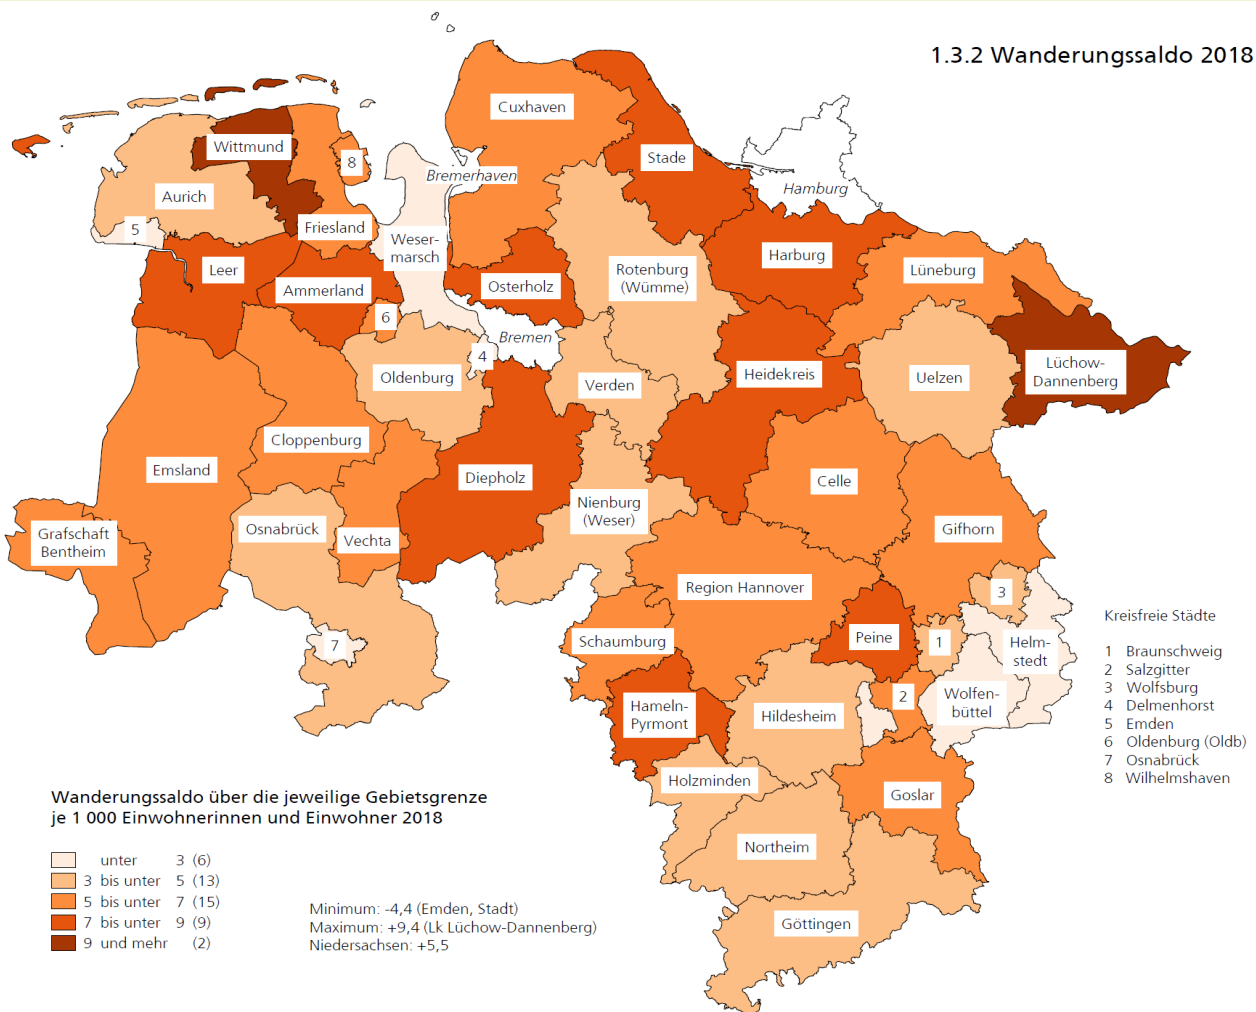 1.3.2 Wanderungssaldo 2018
Cuxhaven
Wittmund
8
Stade
Bremerhaven
Hamburg
Aurich
5
Friesland
Weser-
marsch
Leer
Harburg
Ammerland
Osterholz
Rotenburg
(Wümme)
Lüneburg
6
Bremen
4
Oldenburg
Verden
Heidekreis
Uelzen
Lüchow-
Dannenberg
Cloppenburg
Emsland
Diepholz
Celle
Nienburg
(Weser)
Osnabrück
Vechta
Grafschaft
Bentheim
Gifhorn
Region Hannover
3
Schaumburg
Peine
1
Helm-
stedt
7
2
Wolfen-
büttel
Hameln-
Pyrmont
Hildesheim
Holzminden
Goslar
Northeim
Göttingen
Kreisfreie Städte
1 Braunschweig
2 Salzgitter
3 Wolfsburg
4 Delmenhorst
5 Emden
6 Oldenburg (Oldb)
7 Osnabrück
8 Wilhelmshaven
Wanderungssaldo über die jeweilige Gebietsgrenze
je 1 000 Einwohnerinnen und Einwohner 2018
unter 3 (6)
3 bis unter 5 (13)
5 bis unter 7 (15)
7 bis unter 9 (9)
9 und mehr (2)
Minimum: -4,4 (Emden, Stadt)
Maximum: +9,4 (Lk Lüchow-Dannenberg)
Niedersachsen: +5,5